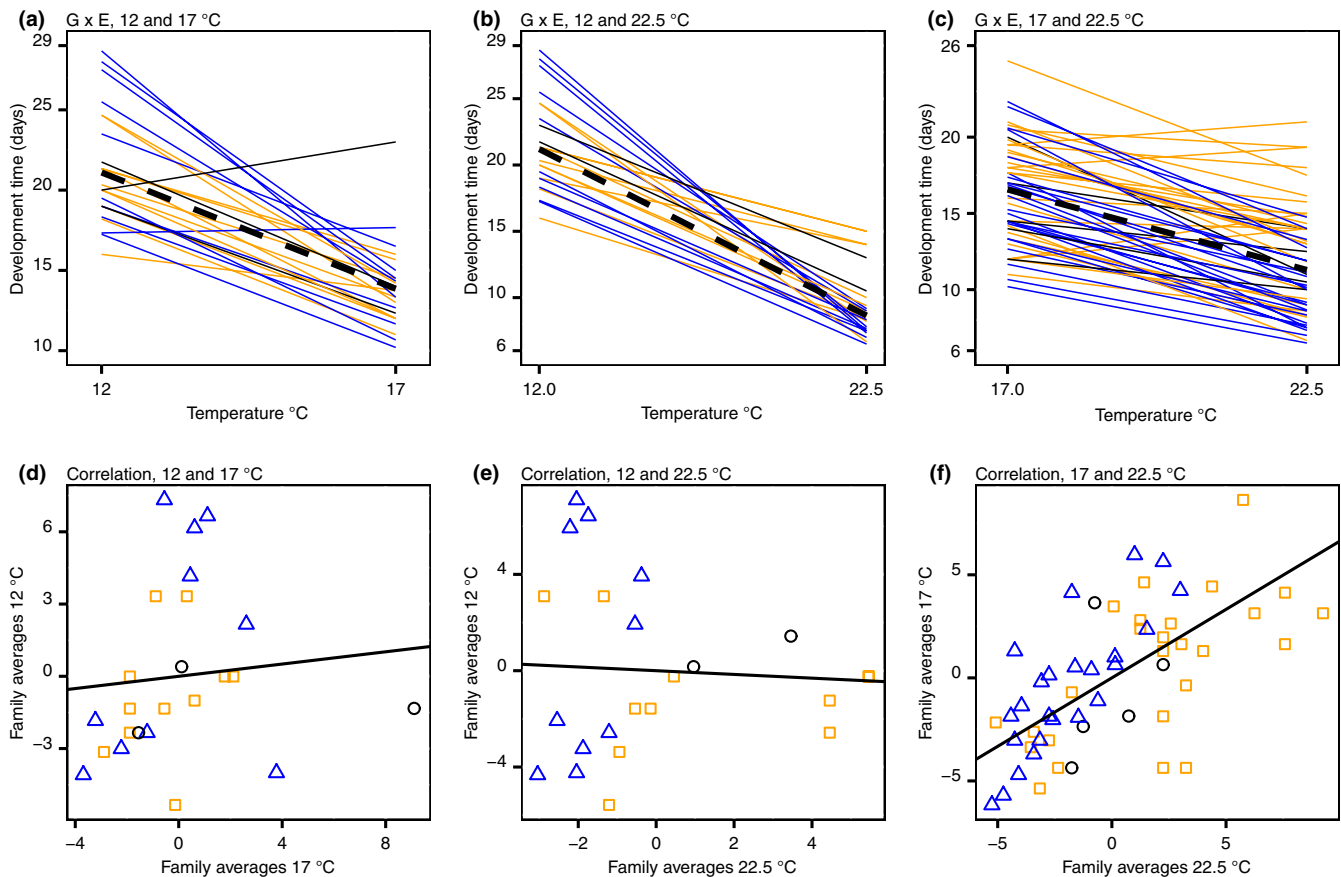 (a) G x E, 12 and 17 °C
Development time (days)
29
25
20
15
10
12
17
Temperature °C
(b) G x E, 12 and 22.5 °C
Development time (days)
29
25
20
15
10
6
12.0
22.5
Temperature °C
(c) G x E, 17 and 22.5 °C
Development time (days)
26
20
15
10
6
17.0
22.5
Temperature °C
(d) Correlation, 12 and 17 °C
Family averages 12 °C
6
3
0
−3
−4
0
4
8
Family averages 17 °C
(e) Correlation, 12 and 22.5 °C
Family averages 12 °C
4
0
−4
−2
0
2
4
Family averages 22.5 °C
(f) Correlation, 17 and 22.5 °C
Family averages 17 °C
5
0
−5
−5
0
5
Family averages 22.5 °C